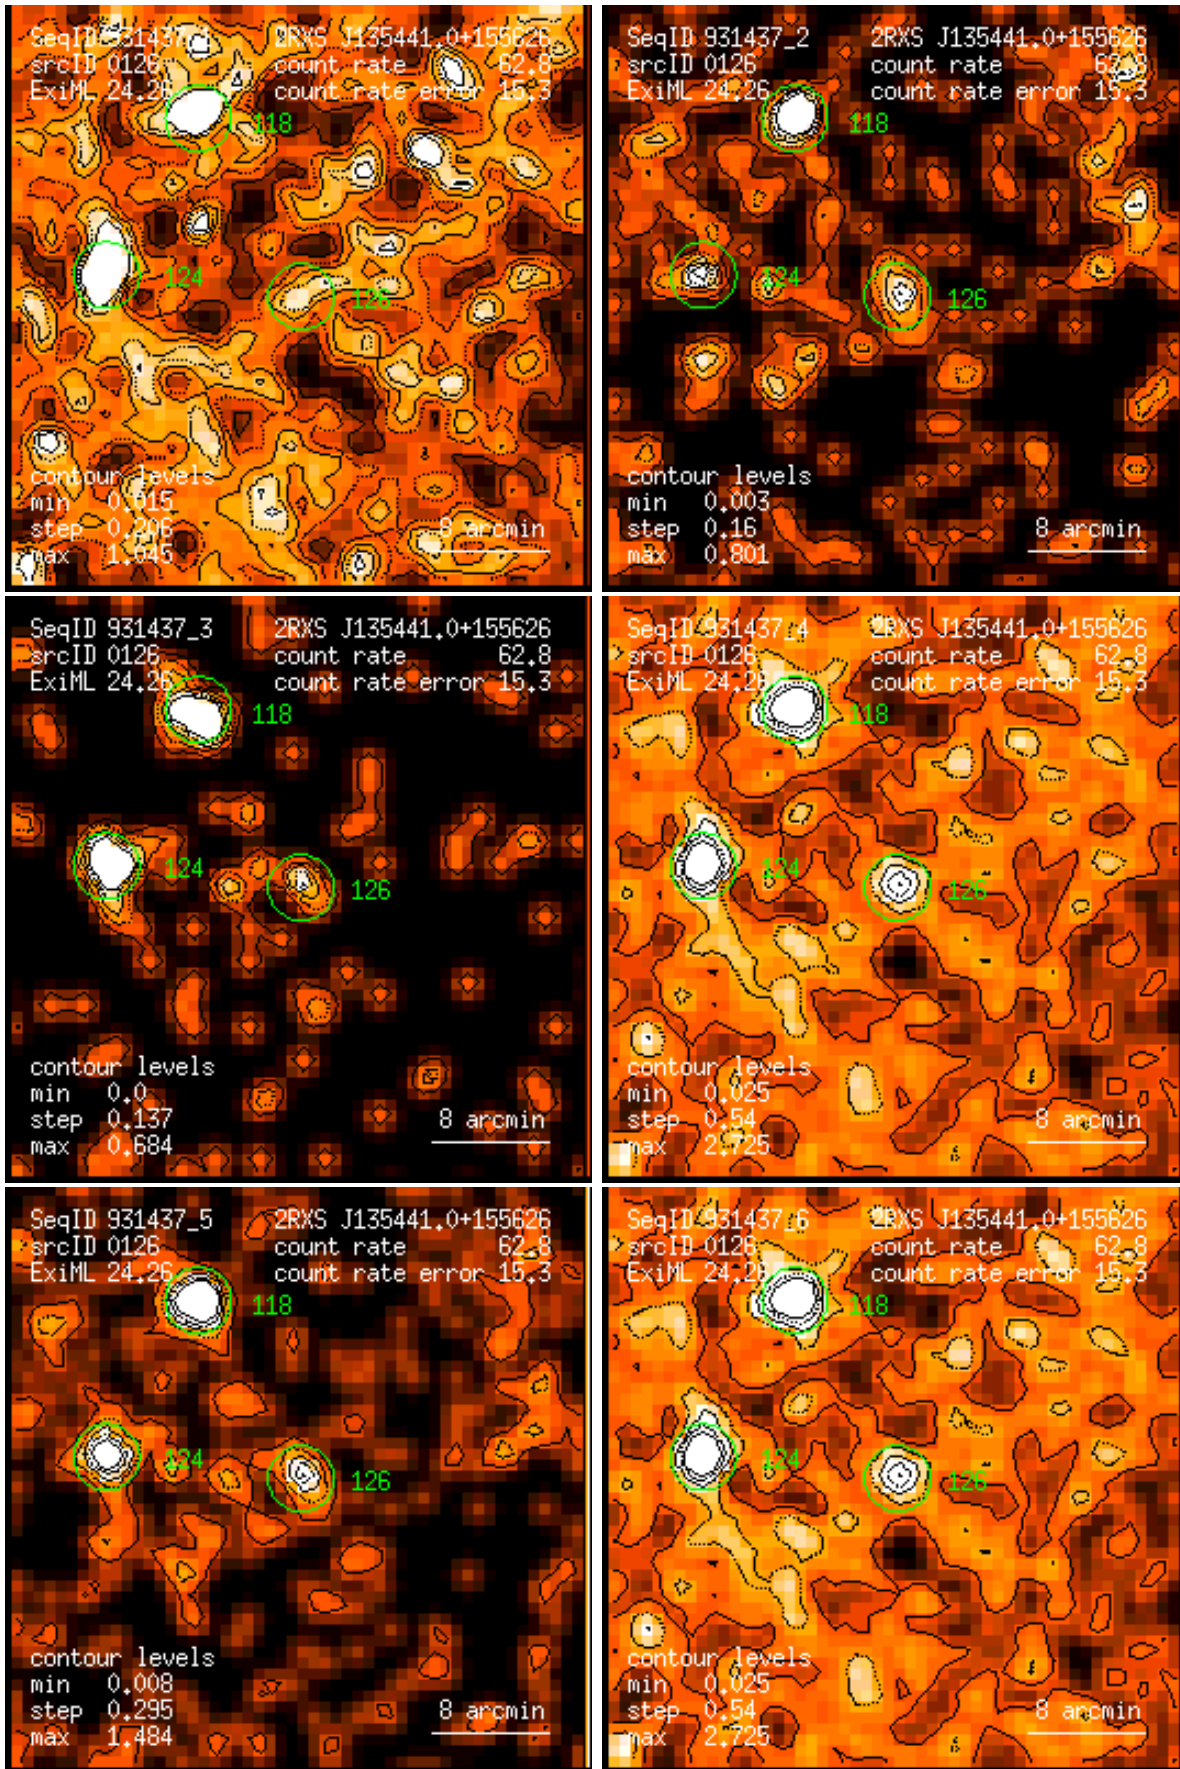 SeqID 931437_1 2RXS J135441.0+155626
srcID 0126 count rate 62.8
ExiML 24.26 count rate error 15.3
118
124
126
contour levels
min 0.015
step 0.206 8 arcmin
max 1.045
SeqID 931437_2 2RXS J135441.0+155626
srcID 0126 count rate 62.8
ExiML 24.26 count rate error 15.3
118
124
126
contour levels
min 0.003
step 0.16 8 arcmin
max 0.801
SeqID 931437_3 2RXS J135441.0+155626
srcID 0126 count rate 62.8
ExiML 24.26 count rate error 15.3
118
124
126
contour levels
min 0.0
step 0.137 8 arcmin
max 0.684
SeqID 931437_4 2RXS J135441.0+155626
srcID 0126 count rate 62.8
ExiML 24.26 count rate error 15.3
118
124
126
contour levels
min 0.025
step 0.54 8 arcmin
max 2.725
SeqID 931437_5 2RXS J135441.0+155626
srcID 0126 count rate 62.8
ExiML 24.26 count rate error 15.3
118
124
126
contour levels
min 0.008
step 0.295 8 arcmin
max 1.484
SeqID 931437_6 2RXS J135441.0+155626
srcID 0126 count rate 62.8
ExiML 24.26 count rate error 15.3
118
124
126
contour levels
min 0.025
step 0.54 8 arcmin
max 2.725